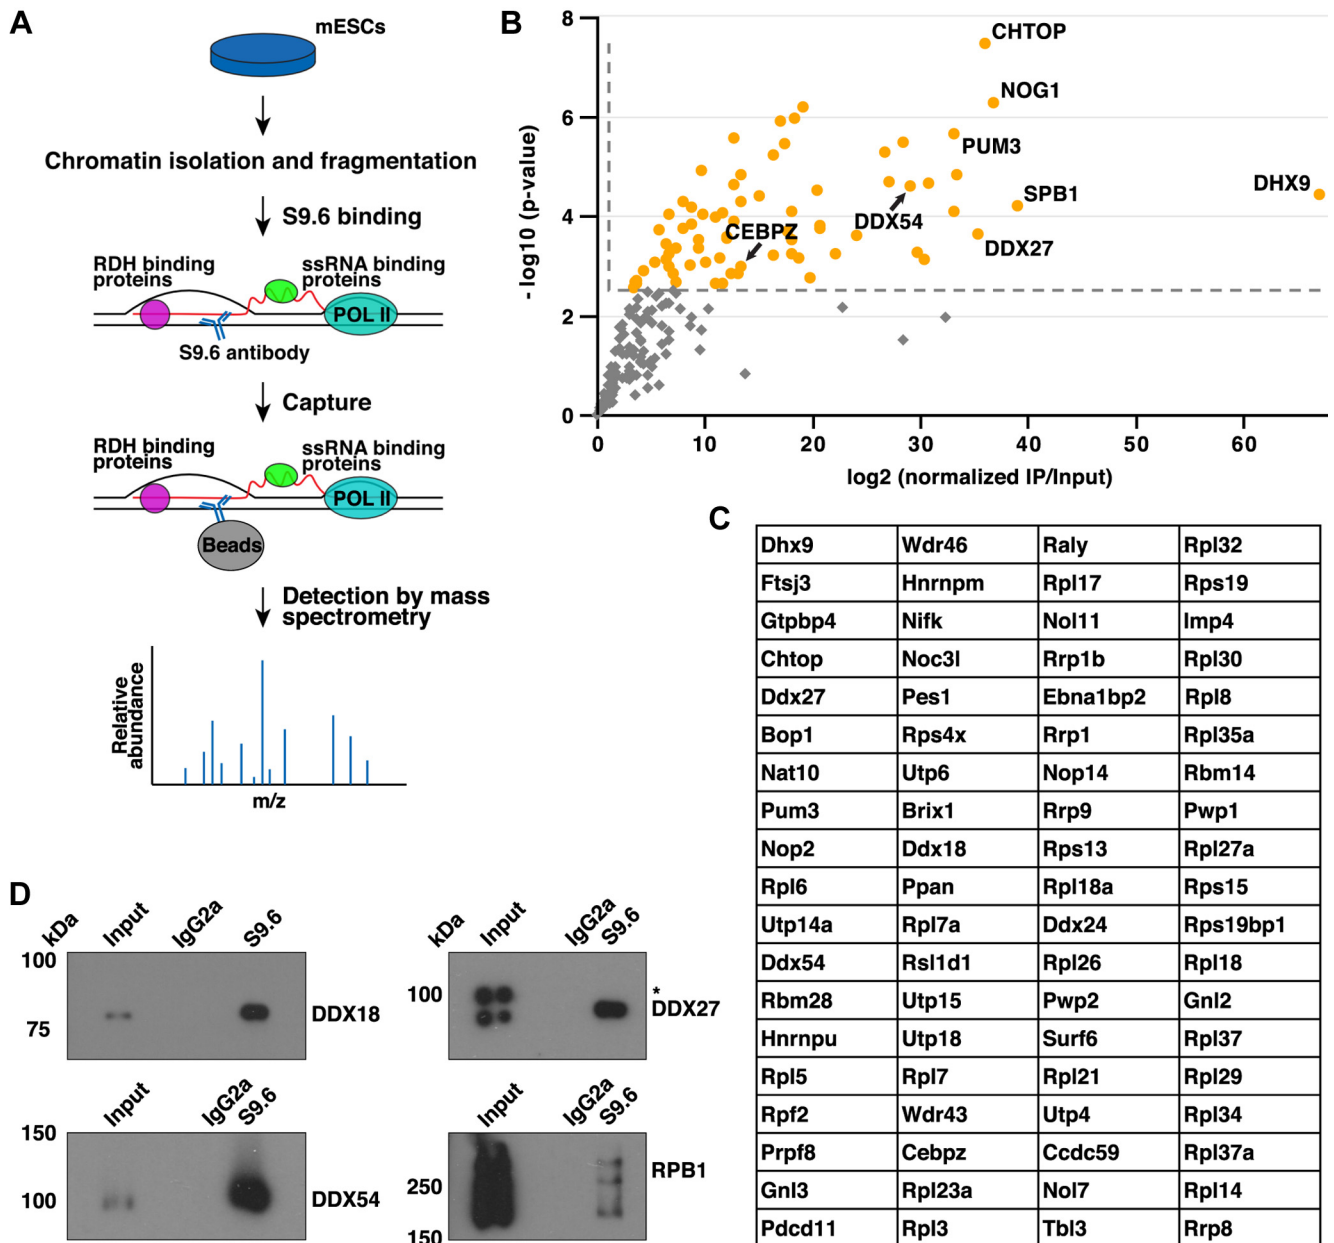 A
mESCs
Chromatin isolation and fragmentation
S9.6 binding
RDH binding
proteins
ssRNA binding
proteins
POL II
S9.6 antibody
Capture
RDH binding
proteins
ssRNA binding
proteins
POL II
Beads
Detection by mass
spectrometry
Relative
abundance
m/z
B
- log10 (p-value)
8
6
4
2
0
CHTOP
NOG1
PUM3
DHX9
SPB1
DDX54
CEBPZ
DDX27
0 10 20 30 40 50 60
log2 (normalized IP/Input)
C
Dhx9 Wdr46 Raly Rpl32
Ftsj3 Hnrnpm Rpl17 Rps19
Gtpbp4 Nifk Nol11 Imp4
Chtop Noc3l Rrp1b Rpl30
Ddx27 Pes1 Ebna1bp2 Rpl8
Bop1 Rps4x Rrp1 Rpl35a
Nat10 Utp6 Nop14 Rbm14
Pum3 Brix1 Rrp9 Pwp1
Nop2 Ddx18 Rps13 Rpl27a
Rpl6 Ppan Rpl18a Rps15
Utp14a Rpl7a Ddx24 Rps19bp1
Ddx54 Rsl1d1 Rpl26 Rpl18
Rbm28 Utp15 Pwp2 Gnl2
Hnrnpu Utp18 Surf6 Rpl37
Rpl5 Rpl7 Rpl21 Rpl29
Rpf2 Wdr43 Utp4 Rpl34
Prpf8 Cebpz Ccdc59 Rpl37a
Gnl3 Rpl23a Nol7 Rpl14
Pdcd11 Rpl3 Tbl3 Rrp8
D
kDa Input IgG2a S9.6
100
75
DDX18
kDa Input IgG2a S9.6
100
*
DDX27
Input IgG2a S9.6
150
100
DDX54
Input IgG2a S9.6
250
150
RPB1